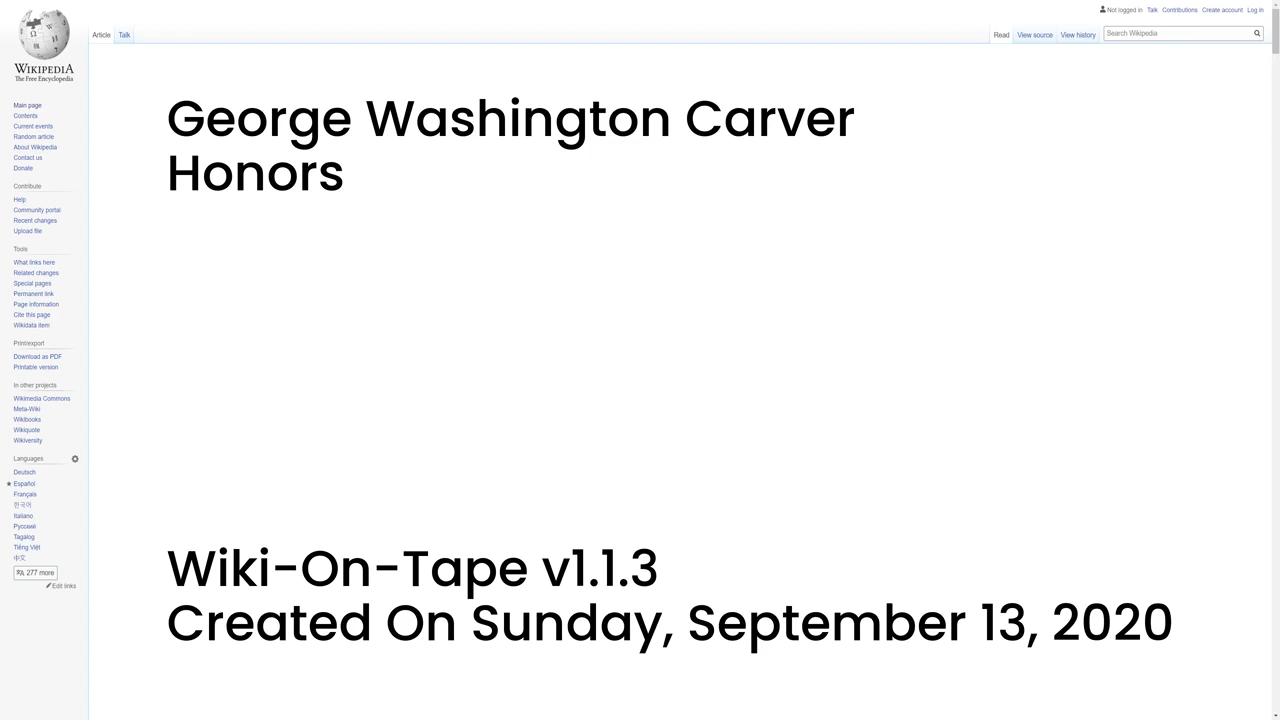 Not logged in Talk Contributions Create account Log in
Article Talk Read View source View history Search Wikipedia
WIKIPEDIA
The Free Encyclopedia
Main page
Contents
Current events
Random article
About Wikipedia
Contact us
Donate
Contribute
Help
Community portal
Recent changes
Upload file
Tools
What links here
Related changes
Special pages
Permanent link
Page information
Cite this page
Wikidata item
Print/export
Download as PDF
Printable version
In other projects
Wikimedia Commons
Meta-Wiki
Wikibooks
Wikiquote
Wikiversity
Languages
Deutsch
Español
Français
한국어
Italiano
Русский
Tagalog
Tiếng Việt
中文
277 more
Edit links
George Washington Carver
Honors
Wiki-On-Tape v1.1.3
Created On Sunday, September 13, 2020